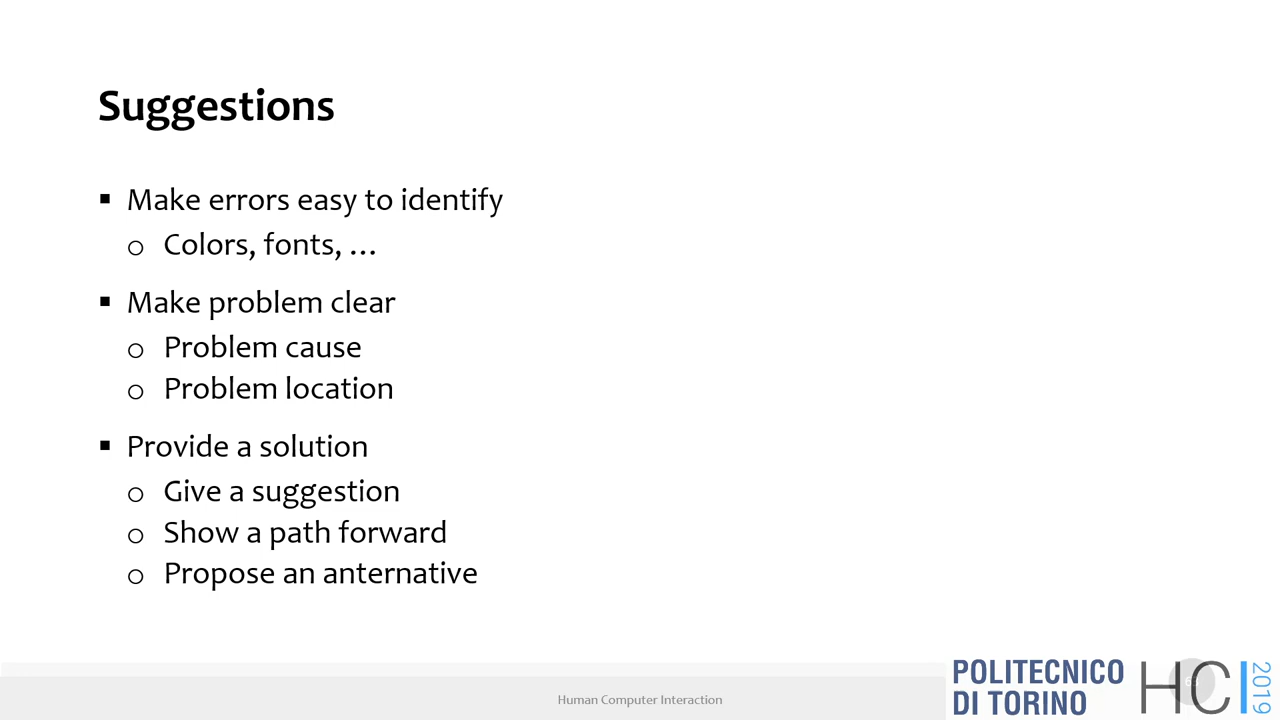 Suggestions
▪ Make errors easy to identify
o Colors, fonts, …
▪ Make problem clear
o Problem cause
o Problem location
▪ Provide a solution
o Give a suggestion
o Show a path forward
o Propose an anternative
Human Computer Interaction
POLITECNICO
DI TORINO
HCI
2019